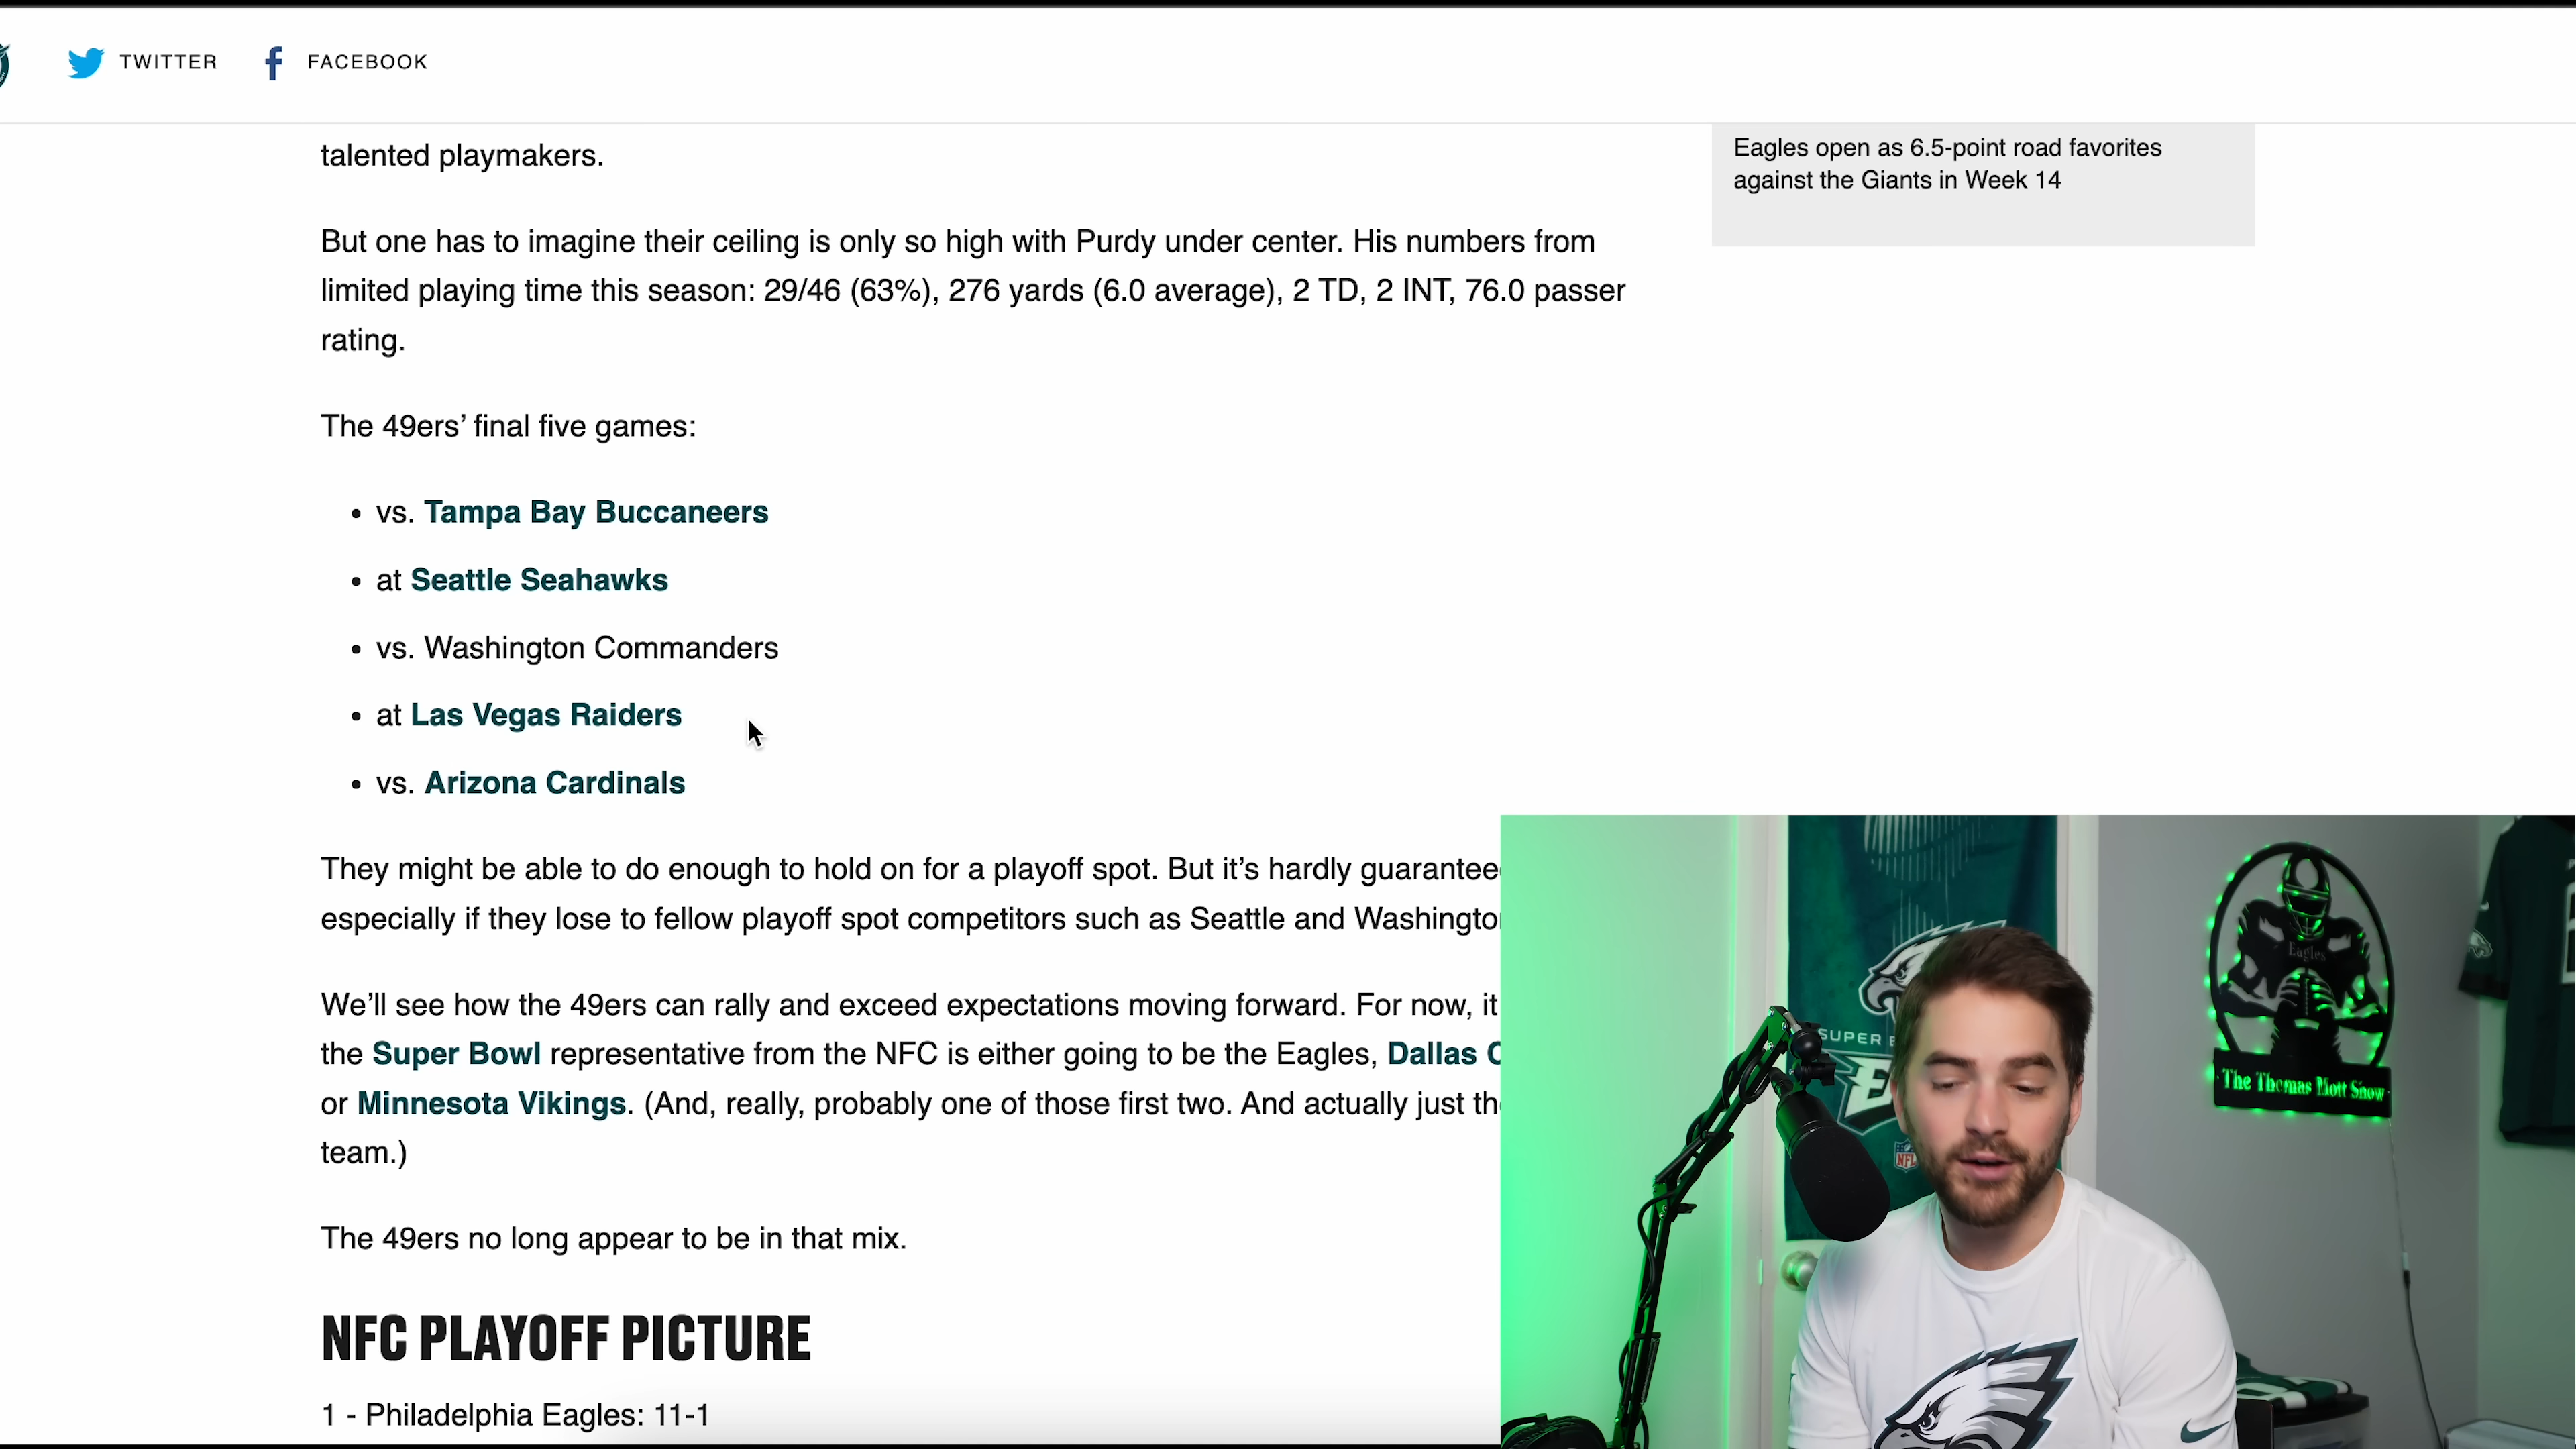 TWITTER
FACEBOOK
talented playmakers.
But one has to imagine their ceiling is only so high with Purdy under center. His numbers from
limited playing time this season: 29/46 (63%), 276 yards (6.0 average), 2 TD, 2 INT, 76.0 passer
rating.
The 49ers’ final five games:
• vs. Tampa Bay Buccaneers
• at Seattle Seahawks
• vs. Washington Commanders
• at Las Vegas Raiders
• vs. Arizona Cardinals
They might be able to do enough to hold on for a playoff spot. But it’s hardly guarantee
especially if they lose to fellow playoff spot competitors such as Seattle and Washingto
We’ll see how the 49ers can rally and exceed expectations moving forward. For now, it
the Super Bowl representative from the NFC is either going to be the Eagles, Dallas
or Minnesota Vikings. (And, really, probably one of those first two. And actually just
team.)
The 49ers no long appear to be in that mix.
NFC PLAYOFF PICTURE
1 - Philadelphia Eagles: 11-1
Eagles open as 6.5-point road favorites
against the Giants in Week 14
SUPER
NFL
Eagles
The Thomas Mott Show